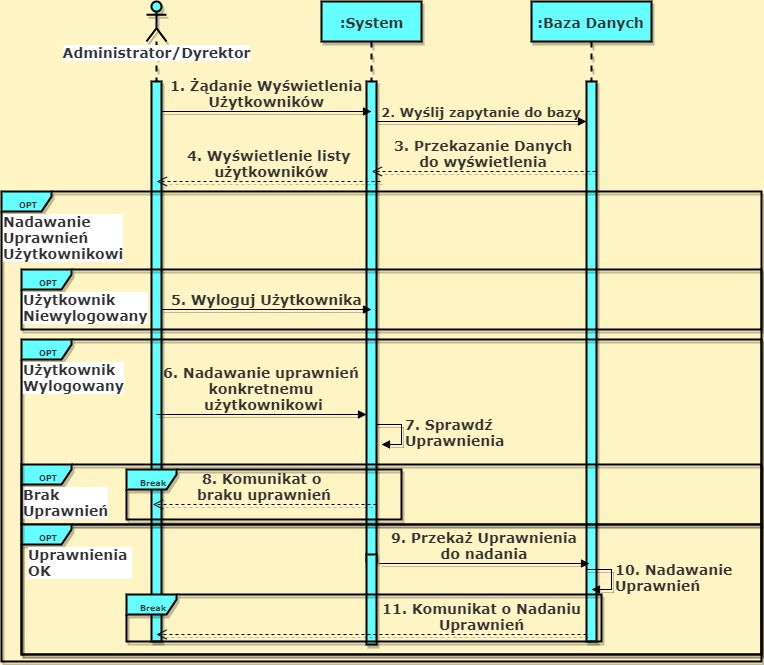 :System
:Baza Danych
Administrator/Dyrektor
1. Żądanie Wyświetlenia
Użytkowników
2. Wyślij zapytanie do bazy
3. Przekazanie Danych
do wyświetlenia
4. Wyświetlenie listy
użytkowników
OPT
Nadawanie
Uprawnień
Użytkownikowi
OPT
Użytkownik
Niewylogowany
5. Wyloguj Użytkownika
OPT
Użytkownik
Wylogowany
6. Nadawanie uprawnień
konkretnemu
użytkownikowi
7. Sprawdź
Uprawnienia
OPT
Brak
Uprawnień
Break
8. Komunikat o
braku uprawnień
OPT
Uprawnienia
OK
9. Przekaż Uprawnienia
do nadania
10. Nadawanie
Uprawnień
Break
11. Komunikat o Nadaniu
Uprawnień